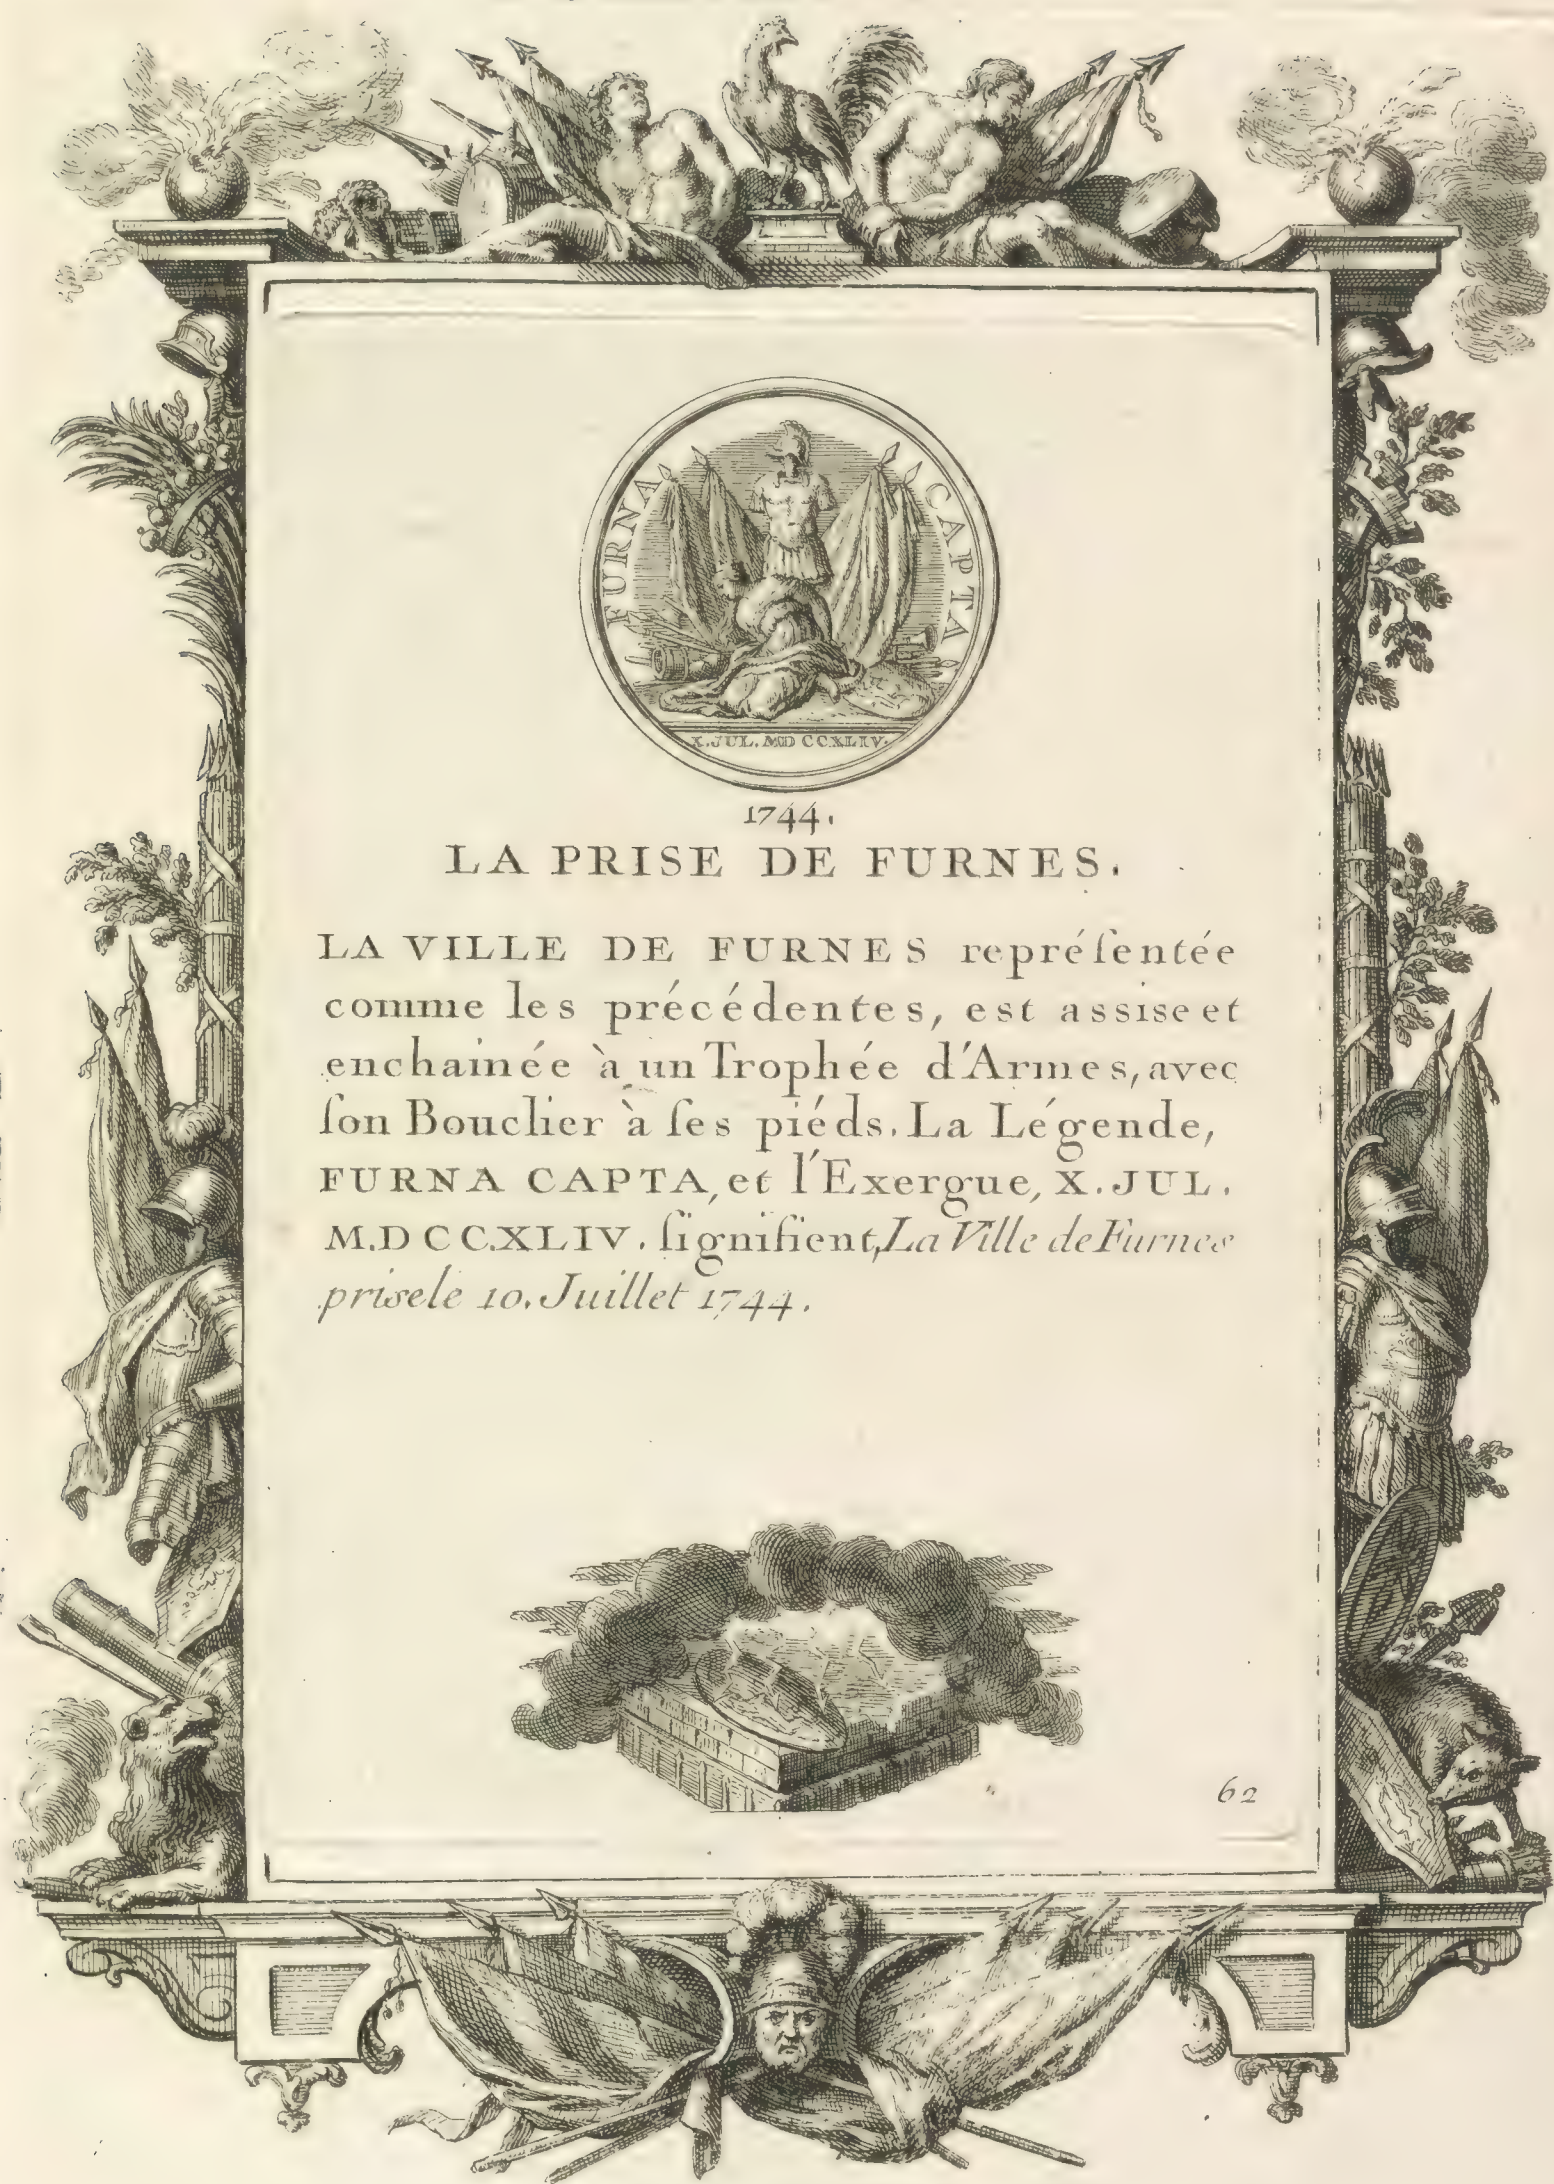 FURNA CAPTA
X. JUL. MDCCXLIV.
1744.
LA PRISE DE FURNES.
LA VILLE DE FURNES repréſentée
comme les précédentes, est assise et
enchainée à un Trophée d'Armes, avec
ſon Bouclier à ſes piéds. La Légende,
FURNA CAPTA, et l'Exergue, X. JUL.
M.DCC.XLIV. ſignifient, La Ville de Furnes
prise le 10. Juillet 1744.
62